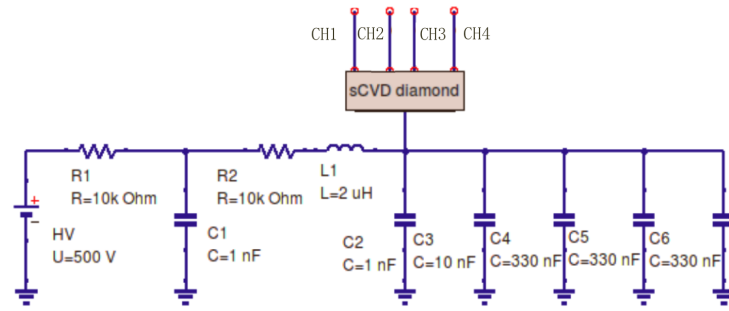 CH1 CH2 CH3 CH4
sCVD diamond
R1
R=10k Ohm
R2
R=10k Ohm
L1
L=2 uH
+
−
HV
U=500 V
C1
C=1 nF
C2
C=1 nF
C3
C=10 nF
C4
C=330 nF
C5
C=330 nF
C6
C=330 nF